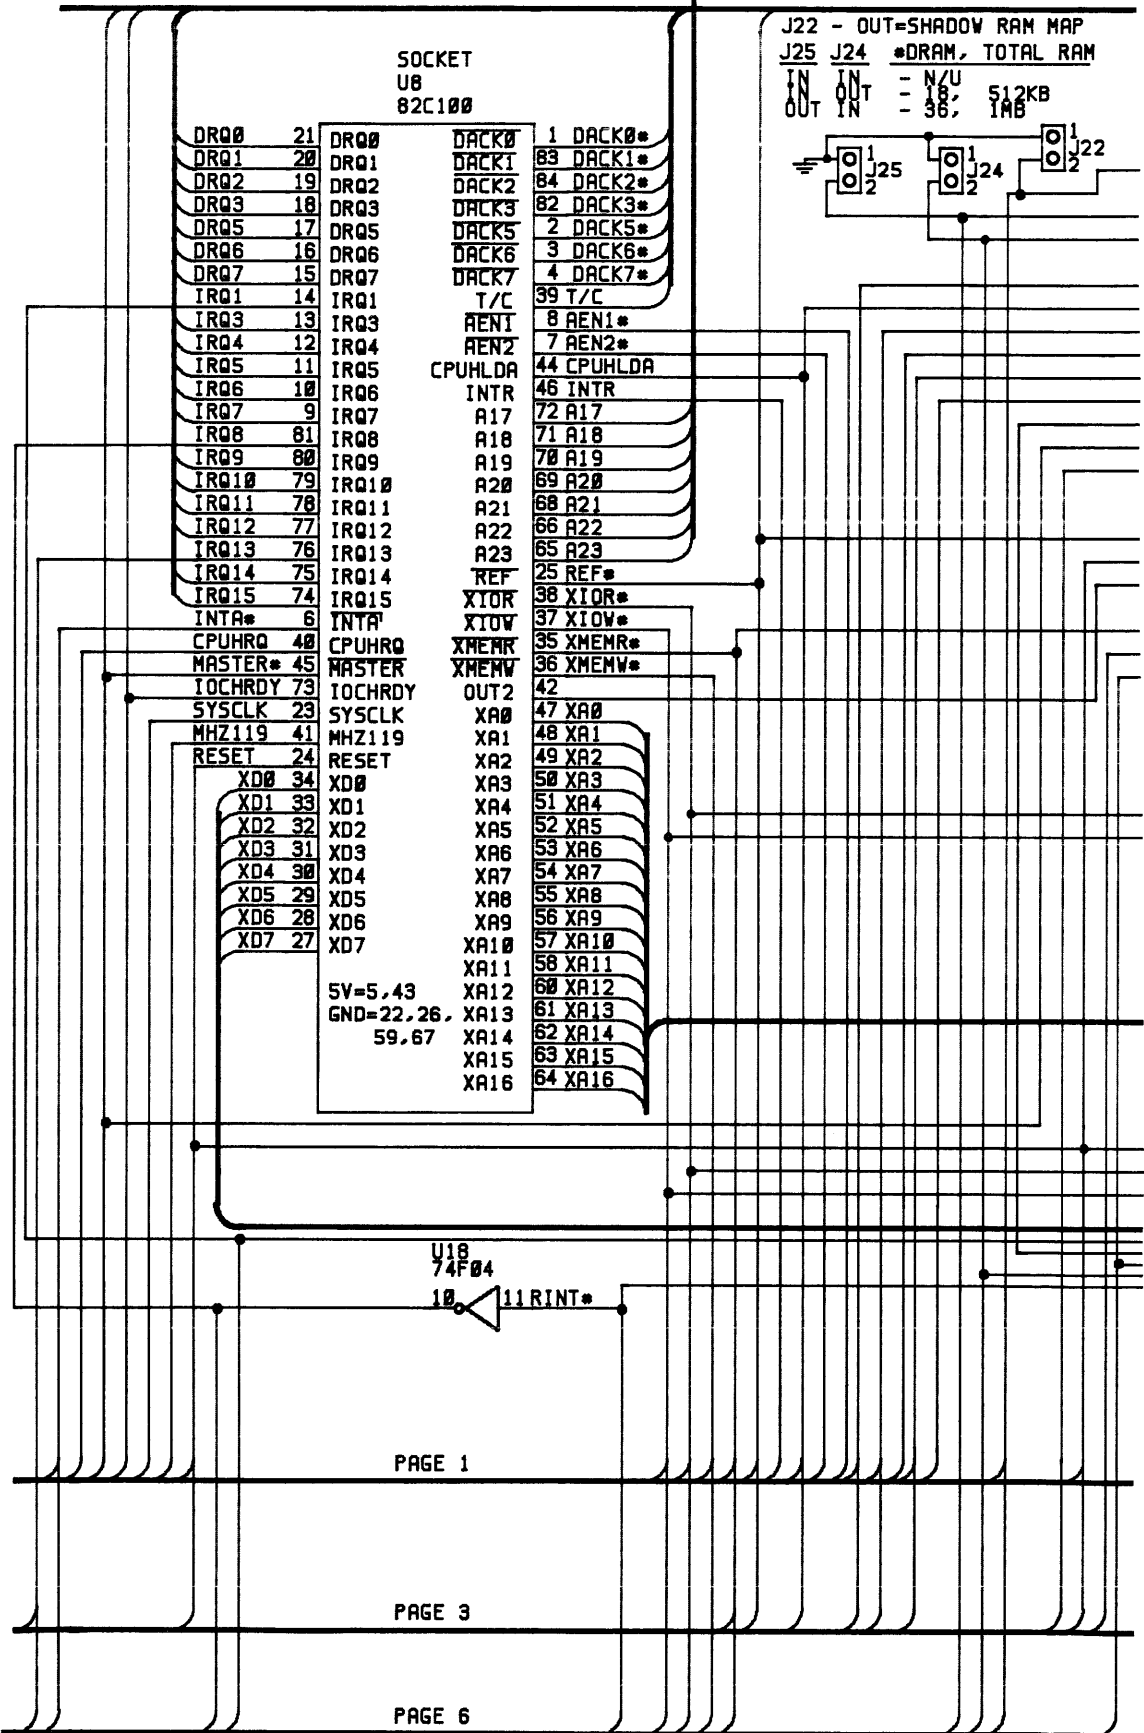 J22 - OUT=SHADOW RAM MAP
J25 J24 *DRAM, TOTAL RAM
IN IN - N/U
IN OUT - 18, 512KB
OUT IN - 36, 1MB
1
2
J25
1
2
J24
1
2
J22
SOCKET
U8
82C100
DRQ0 21 DRQ0 DACK0 1 DACK0*
DRQ1 20 DRQ1 DACK1 83 DACK1*
DRQ2 19 DRQ2 DACK2 84 DACK2*
DRQ3 18 DRQ3 DACK3 82 DACK3*
DRQ5 17 DRQ5 DACK5 2 DACK5*
DRQ6 16 DRQ6 DACK6 3 DACK6*
DRQ7 15 DRQ7 DACK7 4 DACK7*
IRQ1 14 IRQ1 T/C 39 T/C
IRQ3 13 IRQ3 AEN1 8 AEN1*
IRQ4 12 IRQ4 AEN2 7 AEN2*
IRQ5 11 IRQ5 CPUHLDA 44 CPUHLDA
IRQ6 10 IRQ6 INTR 46 INTR
IRQ7 9 IRQ7 A17 72 A17
IRQ8 81 IRQ8 A18 71 A18
IRQ9 80 IRQ9 A19 70 A19
IRQ10 79 IRQ10 A20 69 A20
IRQ11 78 IRQ11 A21 68 A21
IRQ12 77 IRQ12 A22 66 A22
IRQ13 76 IRQ13 A23 65 A23
IRQ14 75 IRQ14 REF 25 REF*
IRQ15 74 IRQ15 XIOR 38 XIOR*
INTA* 6 INTA' XIOW 37 XIOW*
CPUHRQ 40 CPUHRQ XMEMR 35 XMEMR*
MASTER* 45 MASTER XMEMW 36 XMEMW*
IOCHRDY 73 IOCHRDY OUT2 42
SYSCLK 23 SYSCLK XA0 47 XA0
MHZ119 41 MHZ119 XA1 48 XA1
RESET 24 RESET XA2 49 XA2
XD0 34 XD0 XA3 50 XA3
XD1 33 XD1 XA4 51 XA4
XD2 32 XD2 XA5 52 XA5
XD3 31 XD3 XA6 53 XA6
XD4 30 XD4 XA7 54 XA7
XD5 29 XD5 XA8 55 XA8
XD6 28 XD6 XA9 56 XA9
XD7 27 XD7 XA10 57 XA10
XA11 58 XA11
5V=5,43 XA12 60 XA12
GND=22,26, XA13 61 XA13
59,67 XA14 62 XA14
XA15 63 XA15
XA16 64 XA16
U18
74F04
10 11 RINT*
PAGE 1
PAGE 3
PAGE 6